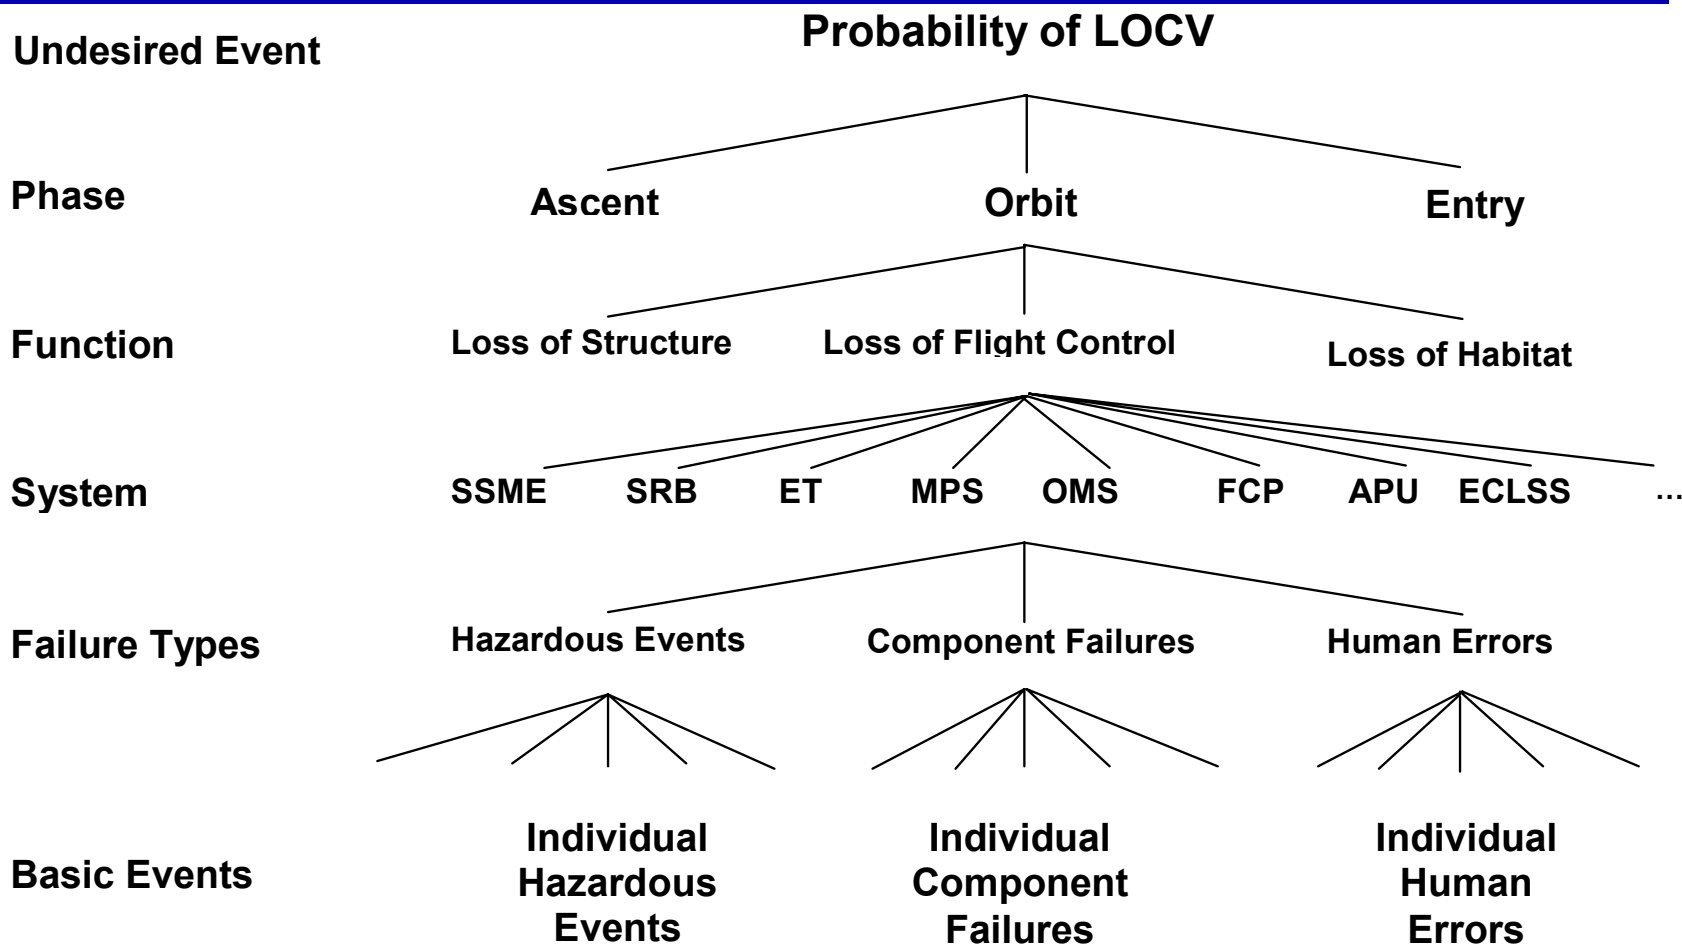 Undesired Event
Probability of LOCV
Phase
Ascent
Orbit
Entry
Function
Loss of Structure
Loss of Flight Control
Loss of Habitat
System
SSME
SRB
ET
MPS
OMS
FCP
APU
ECLSS
…
Failure Types
Hazardous Events
Component Failures
Human Errors
Basic Events
Individual
Hazardous
Events
Individual
Component
Failures
Individual
Human
Errors